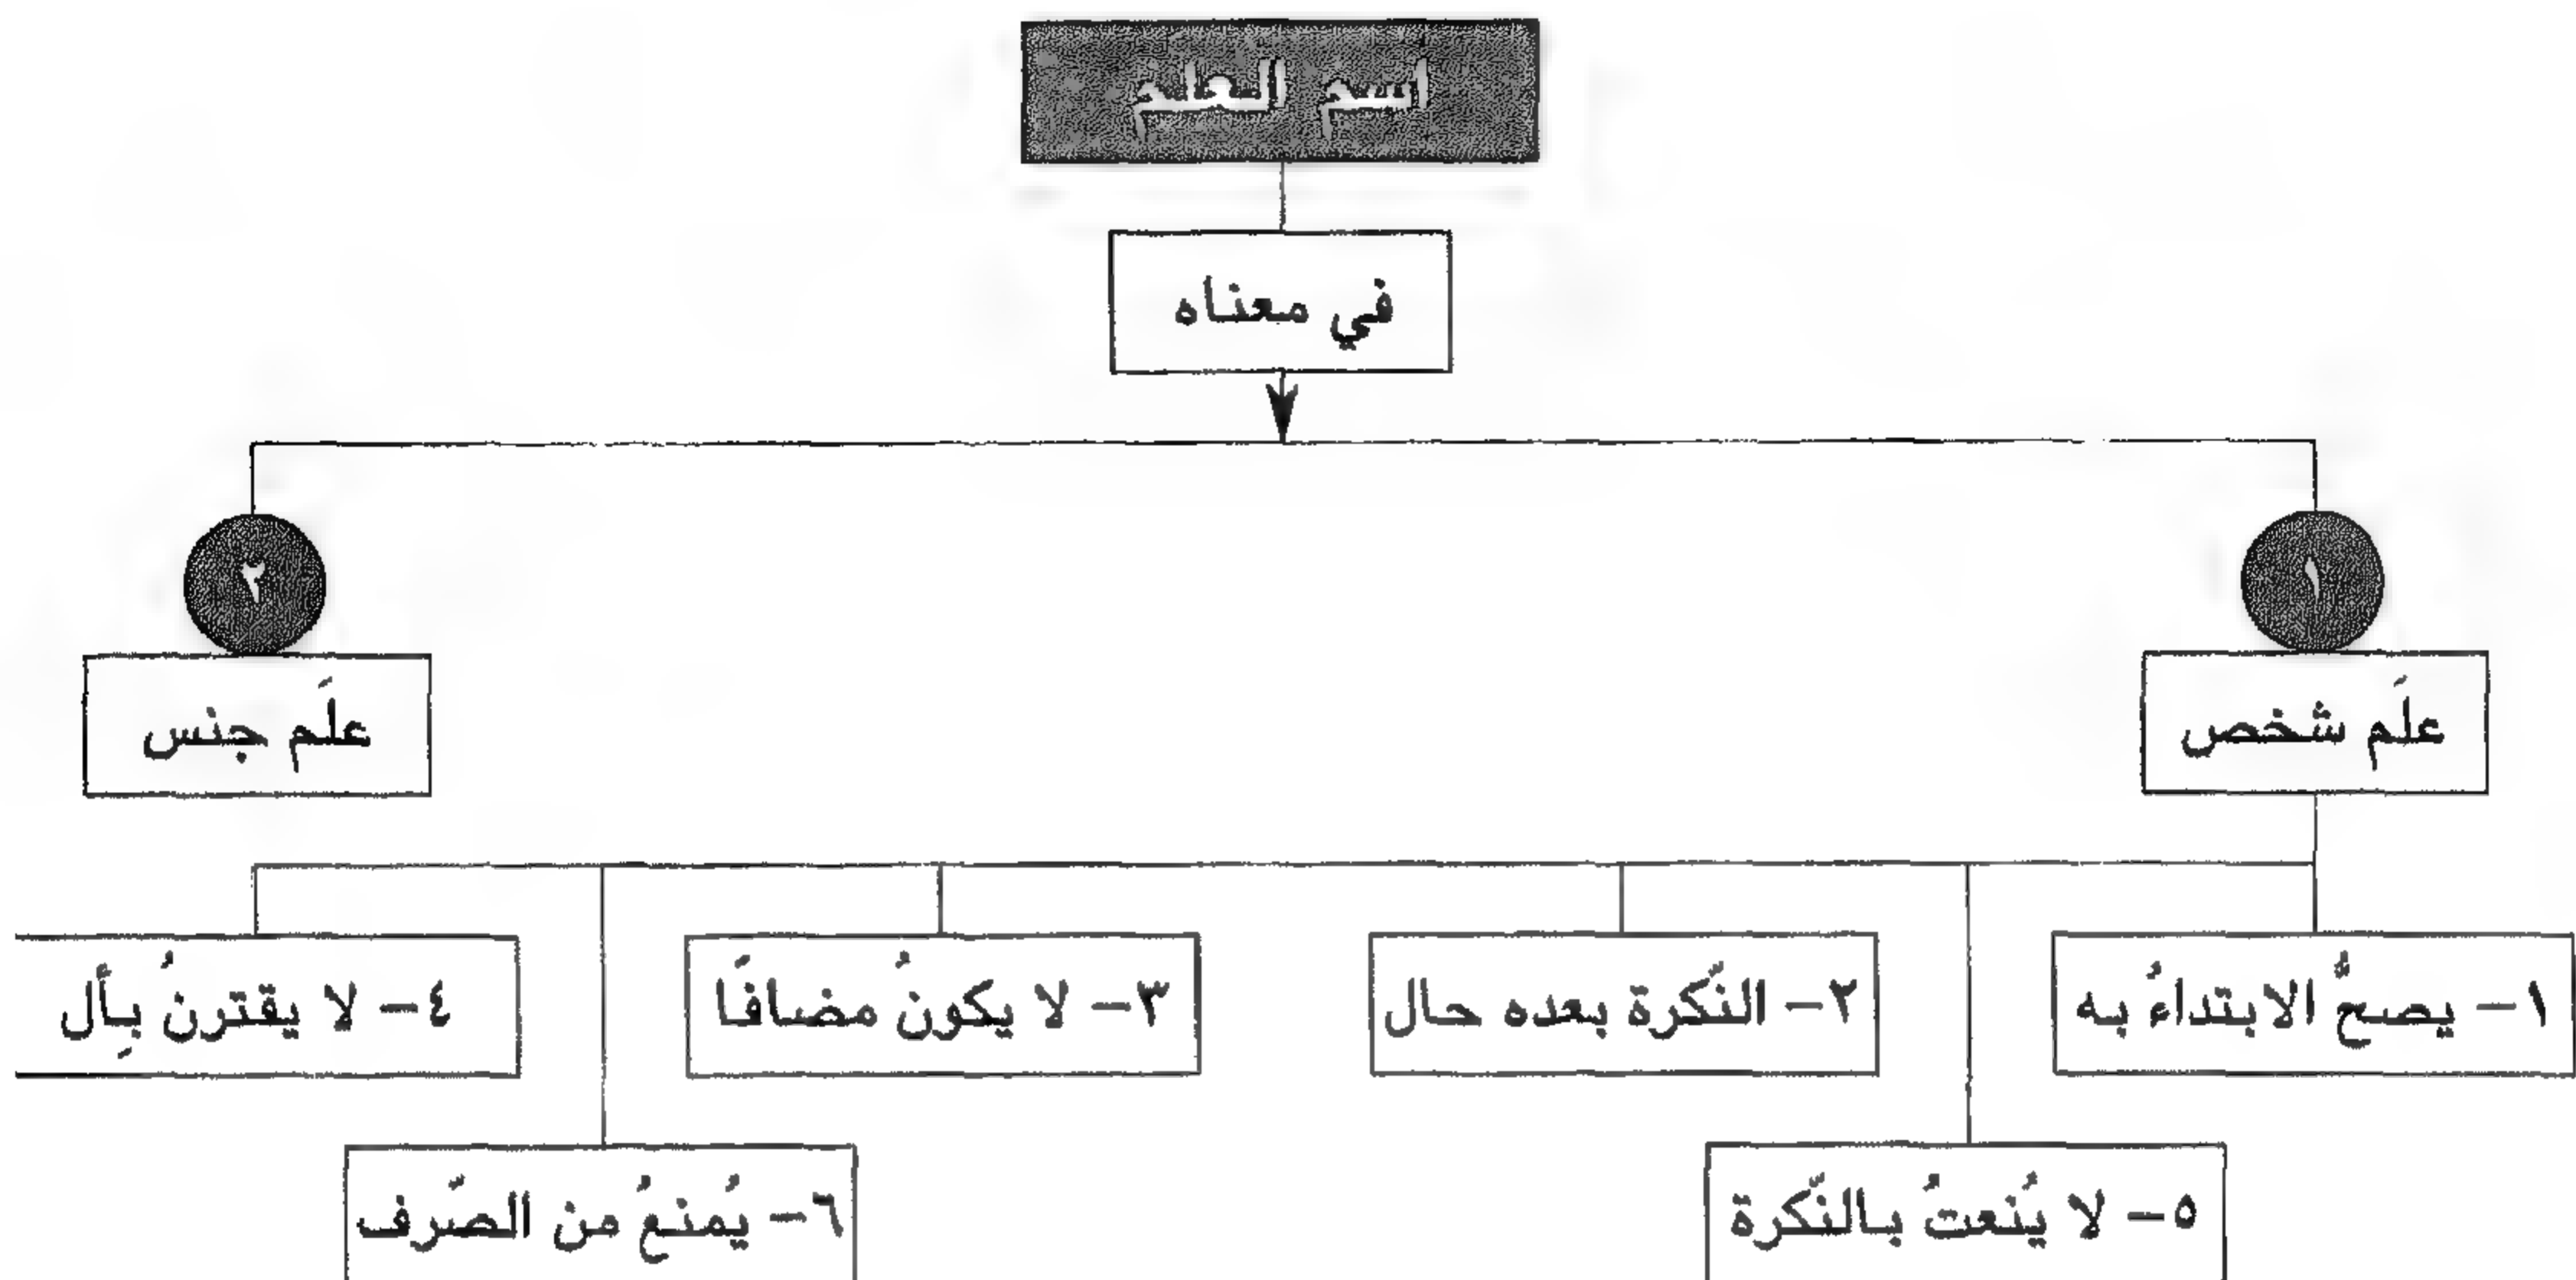 اسم العلم
في معناه
١
٢
علَم شخص
علَم جنس
١- يصحُّ الابتداءُ به
٢- النّكرة بعده حال
٣- لا يكونُ مضافًا
٤- لا يقترنُ بِأل
٥- لا يُنعتُ بالنّكرة
٦- يُمنعُ من الصّرف